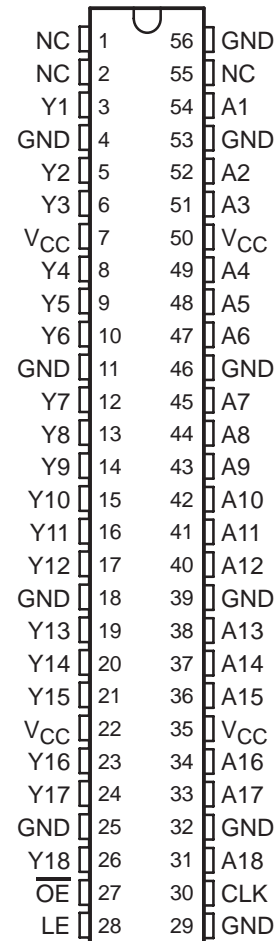 NC 1 56 GND
NC 2 55 NC
Y1 3 54 A1
GND 4 53 GND
Y2 5 52 A2
Y3 6 51 A3
VCC 7 50 VCC
Y4 8 49 A4
Y5 9 48 A5
Y6 10 47 A6
GND 11 46 GND
Y7 12 45 A7
Y8 13 44 A8
Y9 14 43 A9
Y10 15 42 A10
Y11 16 41 A11
Y12 17 40 A12
GND 18 39 GND
Y13 19 38 A13
Y14 20 37 A14
Y15 21 36 A15
VCC 22 35 VCC
Y16 23 34 A16
Y17 24 33 A17
GND 25 32 GND
Y18 26 31 A18
O̅E̅ 27 30 CLK
LE 28 29 GND